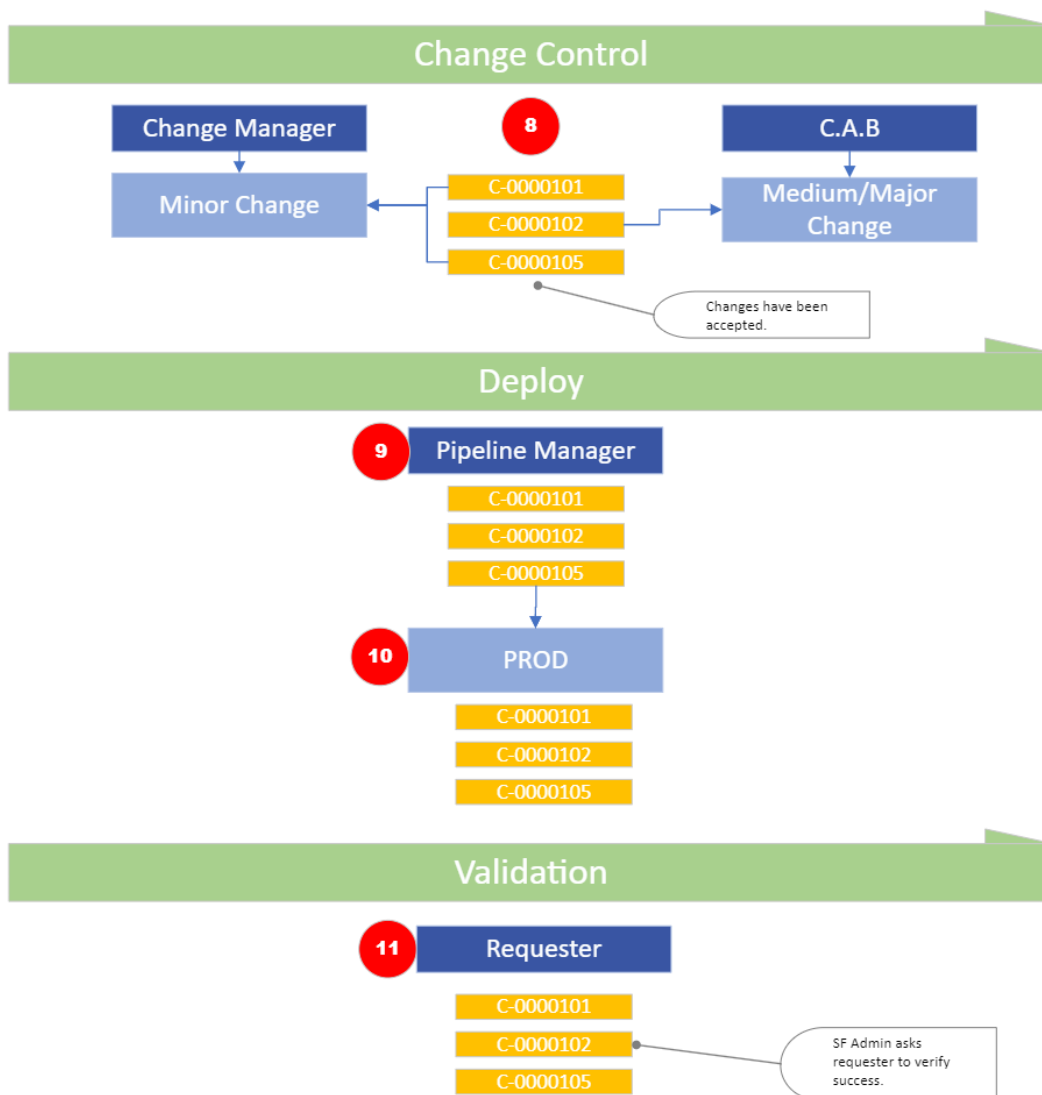 Change Control
Change Manager
8
C.A.B
Minor Change
C-0000101
C-0000102
C-0000105
Medium/Major
Change
Changes have been
accepted.
Deploy
9
Pipeline Manager
C-0000101
C-0000102
C-0000105
10
PROD
C-0000101
C-0000102
C-0000105
Validation
11
Requester
C-0000101
C-0000102
C-0000105
SF Admin asks
requester to verify
success.